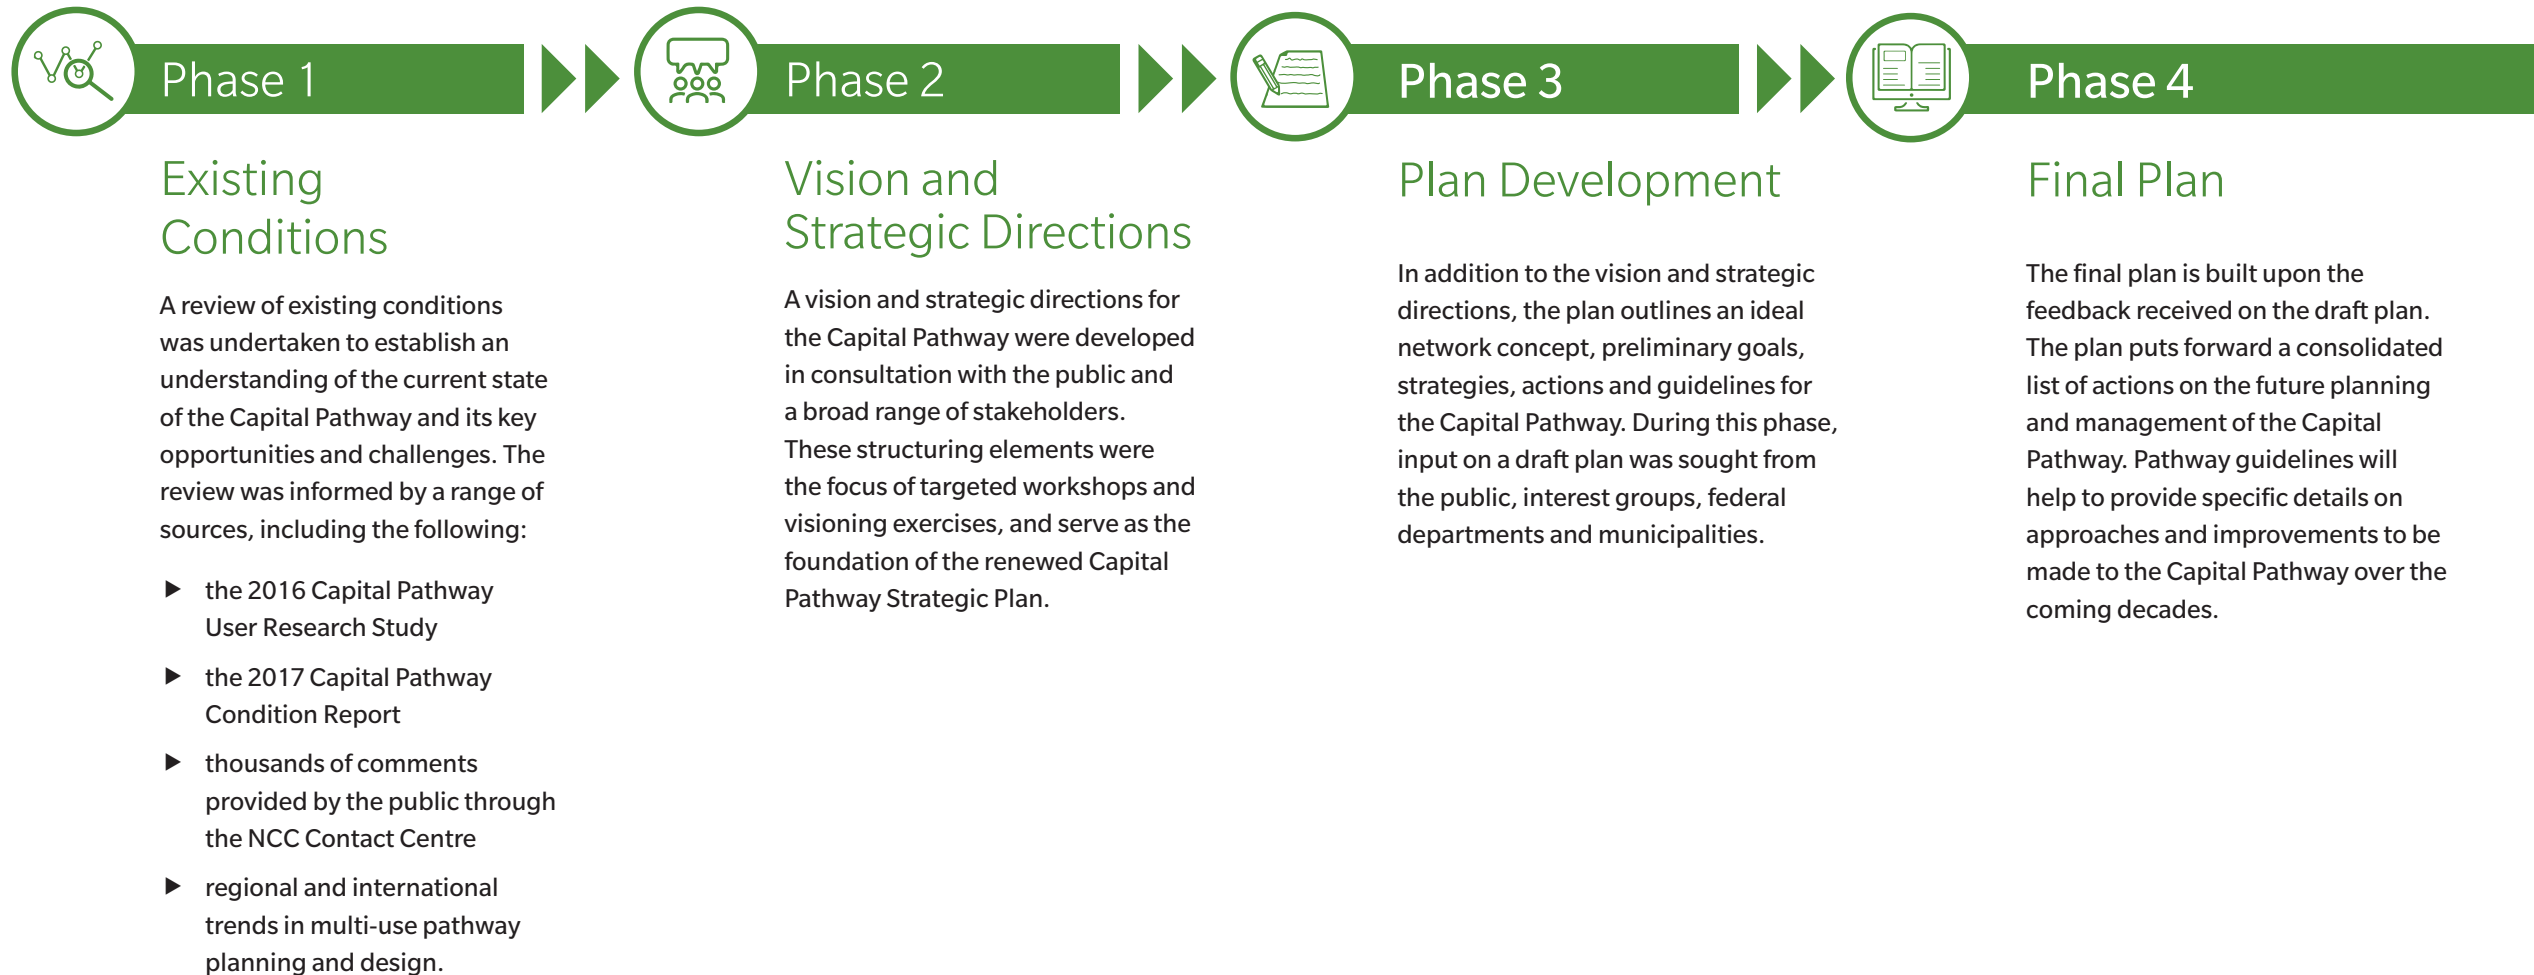 Phase 1
Existing
Conditions
A review of existing conditions
was undertaken to establish an
understanding of the current state
of the Capital Pathway and its key
opportunities and challenges. The
review was informed by a range of
sources, including the following:
the 2016 Capital Pathway
User Research Study
the 2017 Capital Pathway
Condition Report
thousands of comments
provided by the public through
the NCC Contact Centre
regional and international
trends in multi-use pathway
planning and design.
Phase 2
Vision and
Strategic Directions
A vision and strategic directions for
the Capital Pathway were developed
in consultation with the public and
a broad range of stakeholders.
These structuring elements were
the focus of targeted workshops and
visioning exercises, and serve as the
foundation of the renewed Capital
Pathway Strategic Plan.
Phase 3
Plan Development
In addition to the vision and strategic
directions, the plan outlines an ideal
network concept, preliminary goals,
strategies, actions and guidelines for
the Capital Pathway. During this phase,
input on a draft plan was sought from
the public, interest groups, federal
departments and municipalities.
Phase 4
Final Plan
The final plan is built upon the
feedback received on the draft plan.
The plan puts forward a consolidated
list of actions on the future planning
and management of the Capital
Pathway. Pathway guidelines will
help to provide specific details on
approaches and improvements to be
made to the Capital Pathway over the
coming decades.